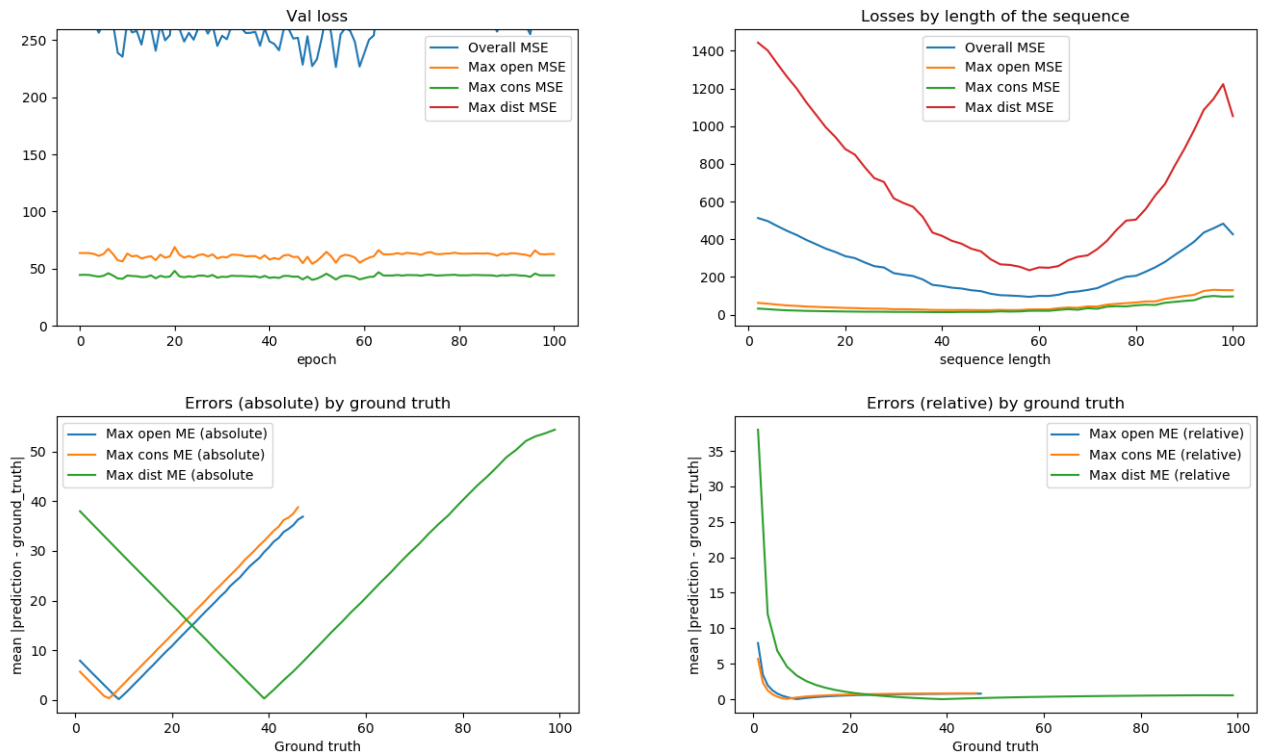 Val loss
250
200
150
100
50
0
Overall MSE
Max open MSE
Max cons MSE
Max dist MSE
0 20 40 60 80 100
epoch
Losses by length of the sequence
1400
1200
1000
800
600
400
200
0
Overall MSE
Max open MSE
Max cons MSE
Max dist MSE
0 20 40 60 80 100
sequence length
Errors (absolute) by ground truth
mean |prediction - ground_truth|
50
40
30
20
10
0
Max open ME (absolute)
Max cons ME (absolute)
Max dist ME (absolute
0 20 40 60 80 100
Ground truth
Errors (relative) by ground truth
mean |prediction - ground_truth|
35
30
25
20
15
10
5
0
Max open ME (relative)
Max cons ME (relative)
Max dist ME (relative
0 20 40 60 80 100
Ground truth